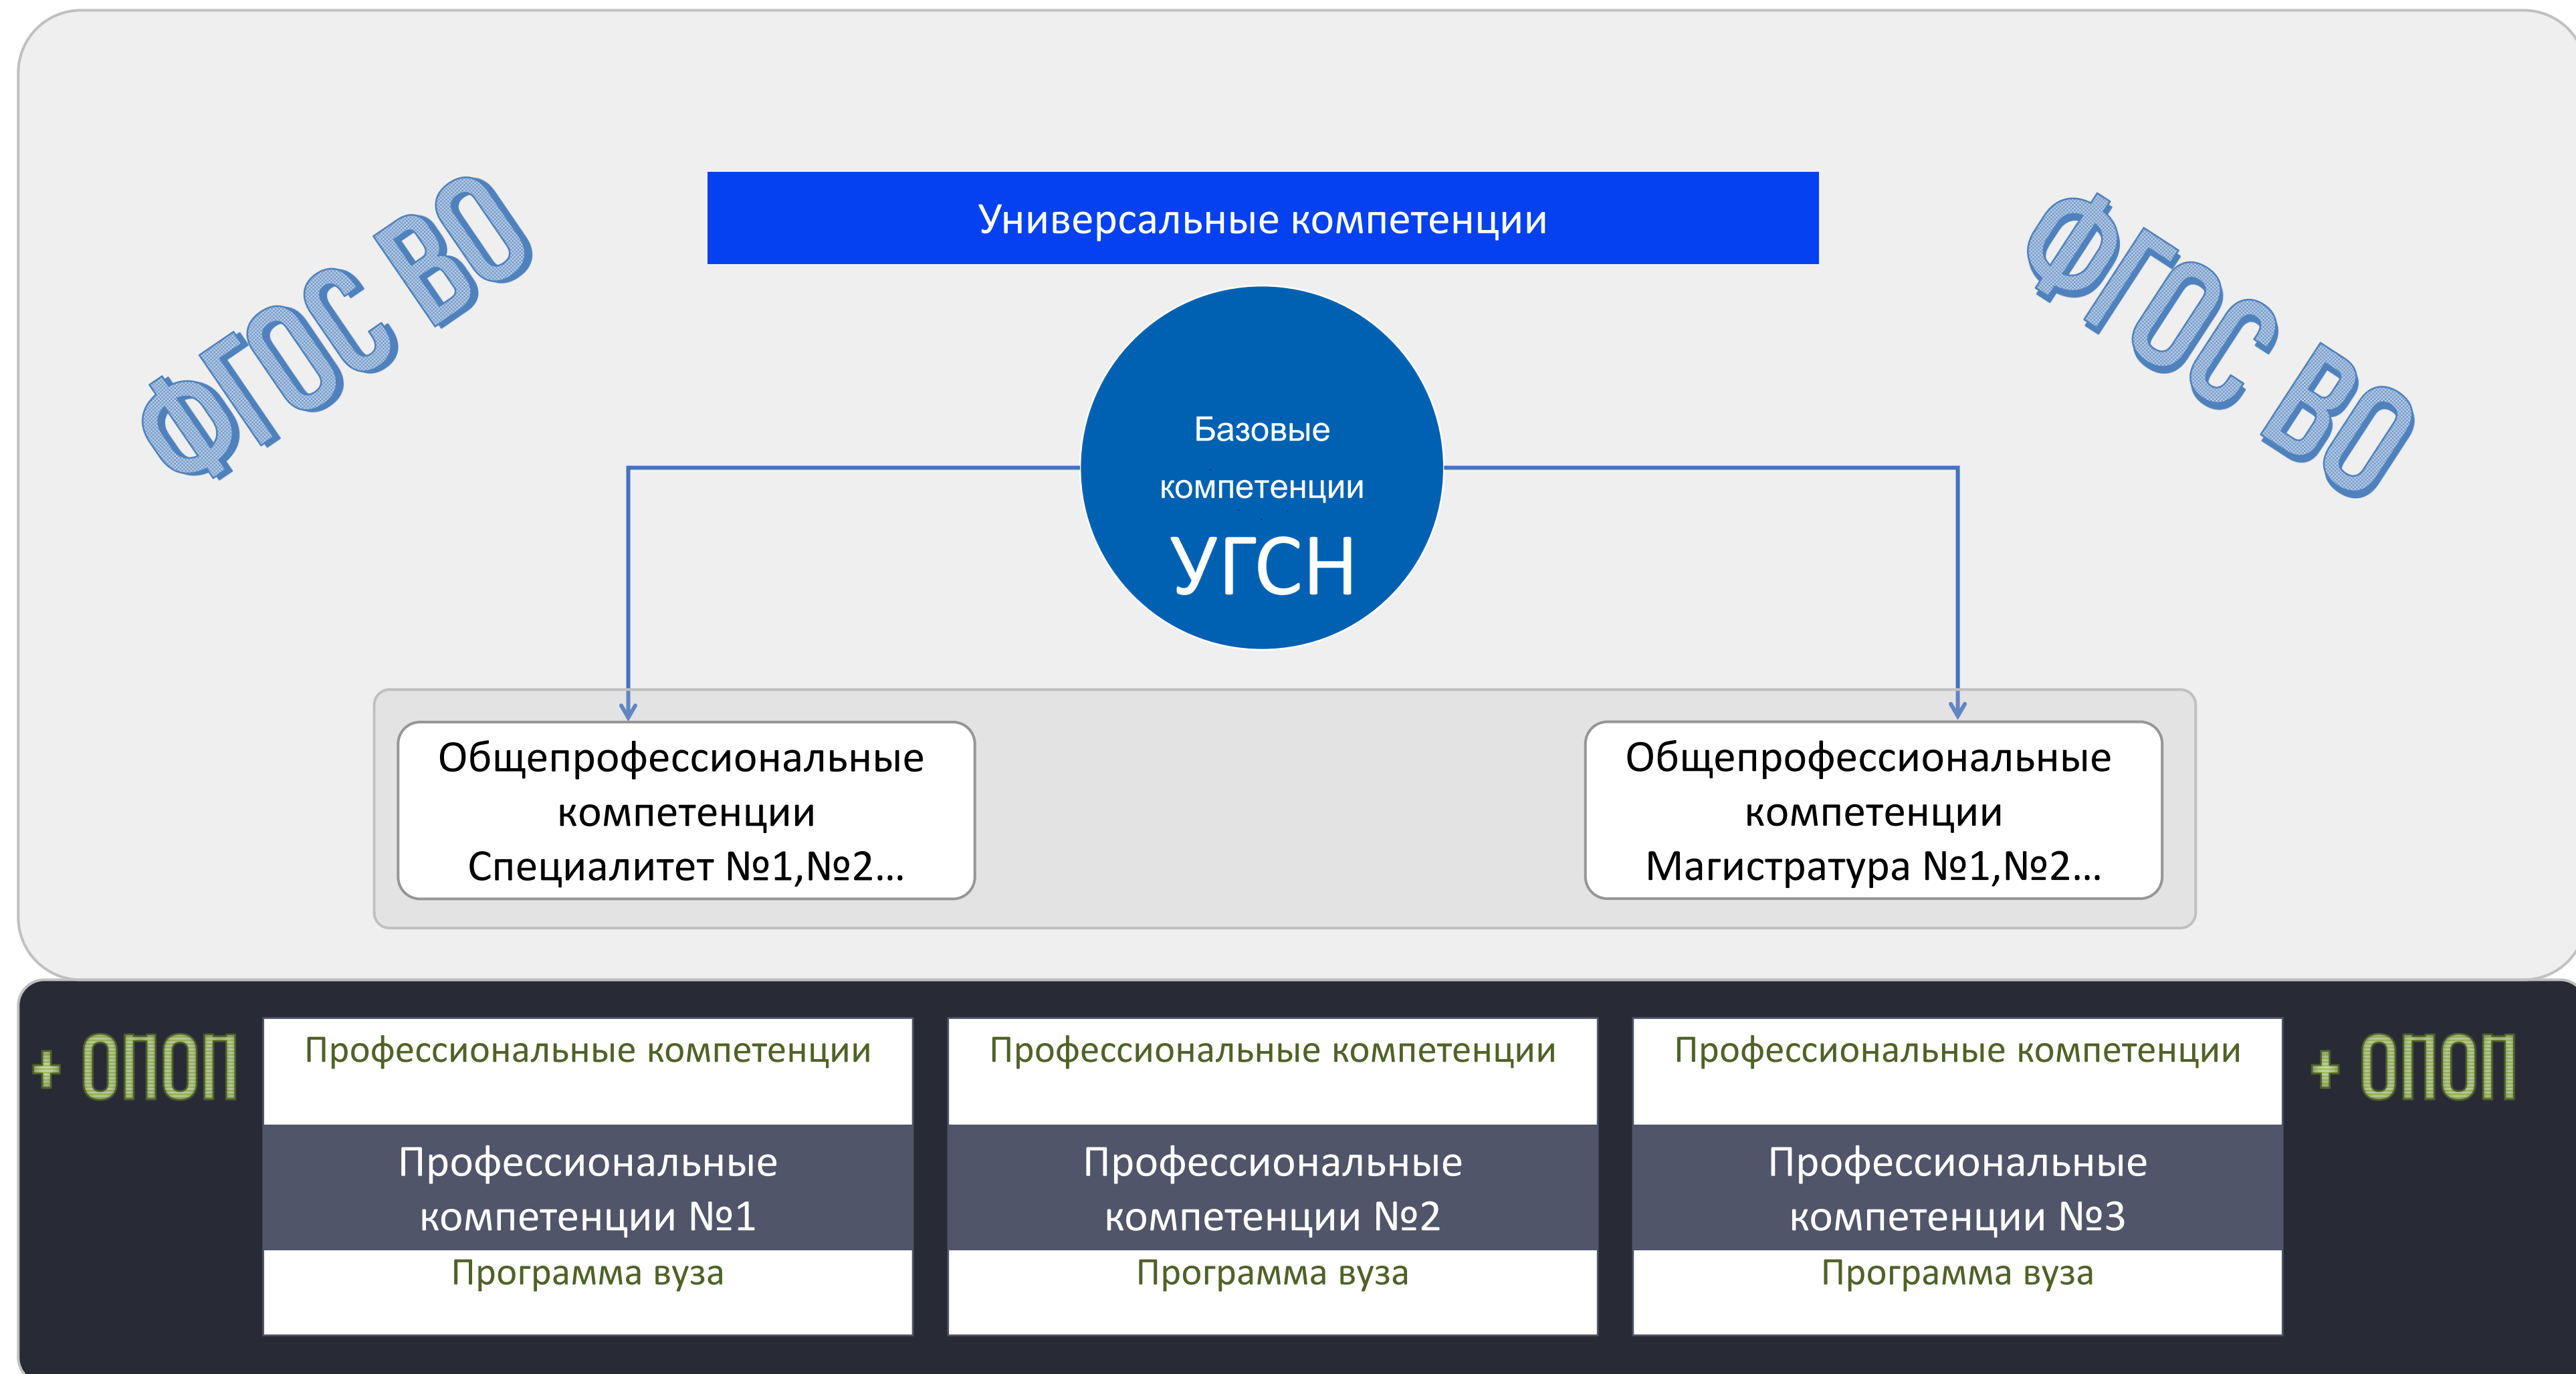 Универсальные компетенции
ФГОС ВО
ФГОС ВО
Базовые
компетенции
УГСН
Общепрофессиональные
компетенции
Специалитет №1,№2...
Общепрофессиональные
компетенции
Магистратура №1,№2...
+ ОПОП
Профессиональные компетенции
Профессиональные
компетенции №1
Программа вуза
Профессиональные компетенции
Профессиональные
компетенции №2
Программа вуза
Профессиональные компетенции
Профессиональные
компетенции №3
Программа вуза
+ ОПОП